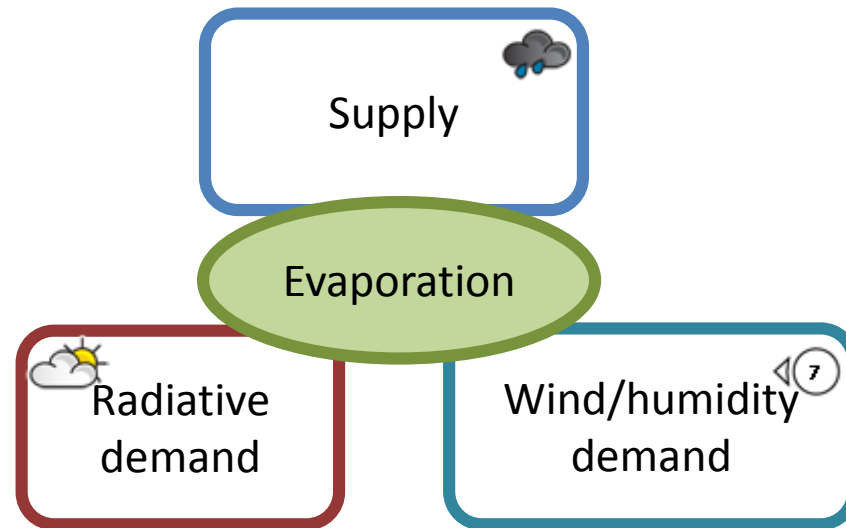 Supply
Evaporation
Radiative
demand
Wind/humidity
demand
7